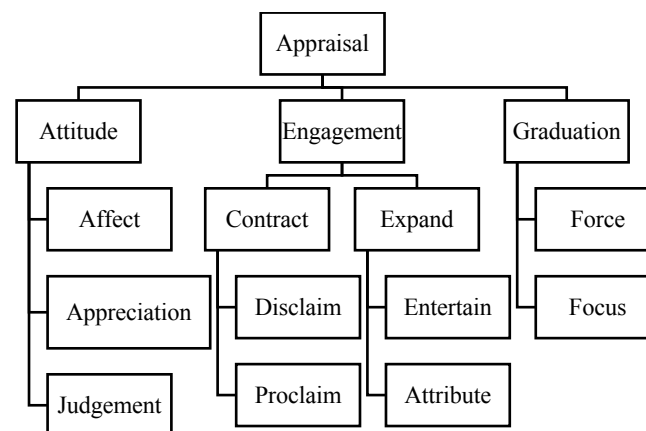 Appraisal
Attitude
Engagement
Graduation
Affect
Contract
Expand
Force
Appreciation
Disclaim
Entertain
Focus
Judgement
Proclaim
Attribute